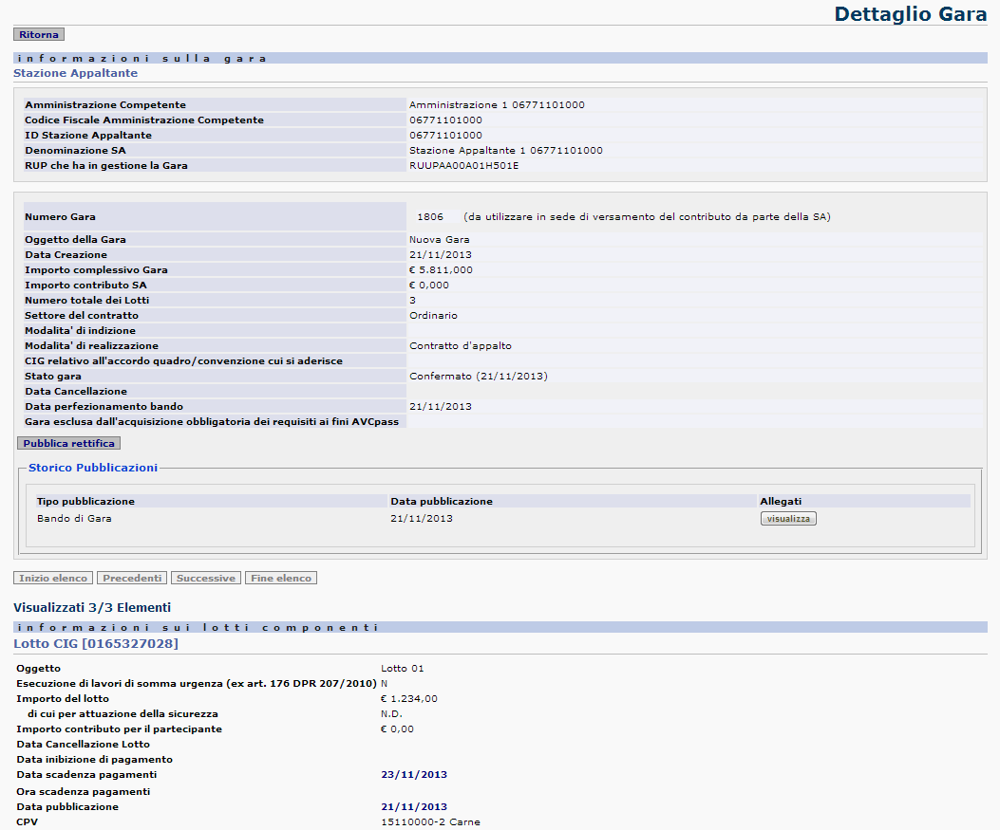 Dettaglio Gara
Ritorna
informazioni sulla gara
Stazione Appaltante
Amministrazione Competente Amministrazione 1 06771101000
Codice Fiscale Amministrazione Competente 06771101000
ID Stazione Appaltante 06771101000
Denominazione SA Stazione Appaltante 1 06771101000
RUP che ha in gestione la Gara RUUPAA00A01H501E
Numero Gara 1806 (da utilizzare in sede di versamento del contributo da parte della SA)
Oggetto della Gara Nuova Gara
Data Creazione 21/11/2013
Importo complessivo Gara € 5.811,000
Importo contributo SA € 0,000
Numero totale dei Lotti 3
Settore del contratto Ordinario
Modalita' di indizione
Modalita' di realizzazione Contratto d'appalto
CIG relativo all'accordo quadro/convenzione cui si aderisce
Stato gara Confermato (21/11/2013)
Data Cancellazione
Data perfezionamento bando 21/11/2013
Gara esclusa dall'acquisizione obbligatoria dei requisiti ai fini AVCpass
Pubblica rettifica
Storico Pubblicazioni
Tipo pubblicazione Data pubblicazione Allegati
Bando di Gara 21/11/2013 visualizza
Inizio elenco Precedenti Successive Fine elenco
Visualizzati 3/3 Elementi
informazioni sui lotti componenti
Lotto CIG [0165327028]
Oggetto Lotto 01
Esecuzione di lavori di somma urgenza (ex art. 176 DPR 207/2010) N
Importo del lotto € 1.234,00
di cui per attuazione della sicurezza N.D.
Importo contributo per il partecipante € 0,00
Data Cancellazione Lotto
Data inibizione di pagamento
Data scadenza pagamenti 23/11/2013
Ora scadenza pagamenti
Data pubblicazione 21/11/2013
CPV 15110000-2 Carne